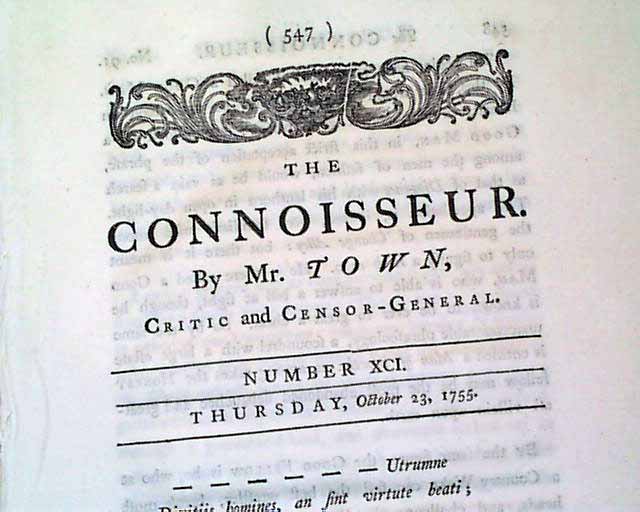 ( 547 )
THE
CONNOISSEUR.
By Mr. TOWN,
CRITIC and CENSOR-GENERAL.
NUMBER XCI.
THURSDAY, October 23, 1755.
— — — — — — Utrumne
Divitiis homines, an sint virtute beati;